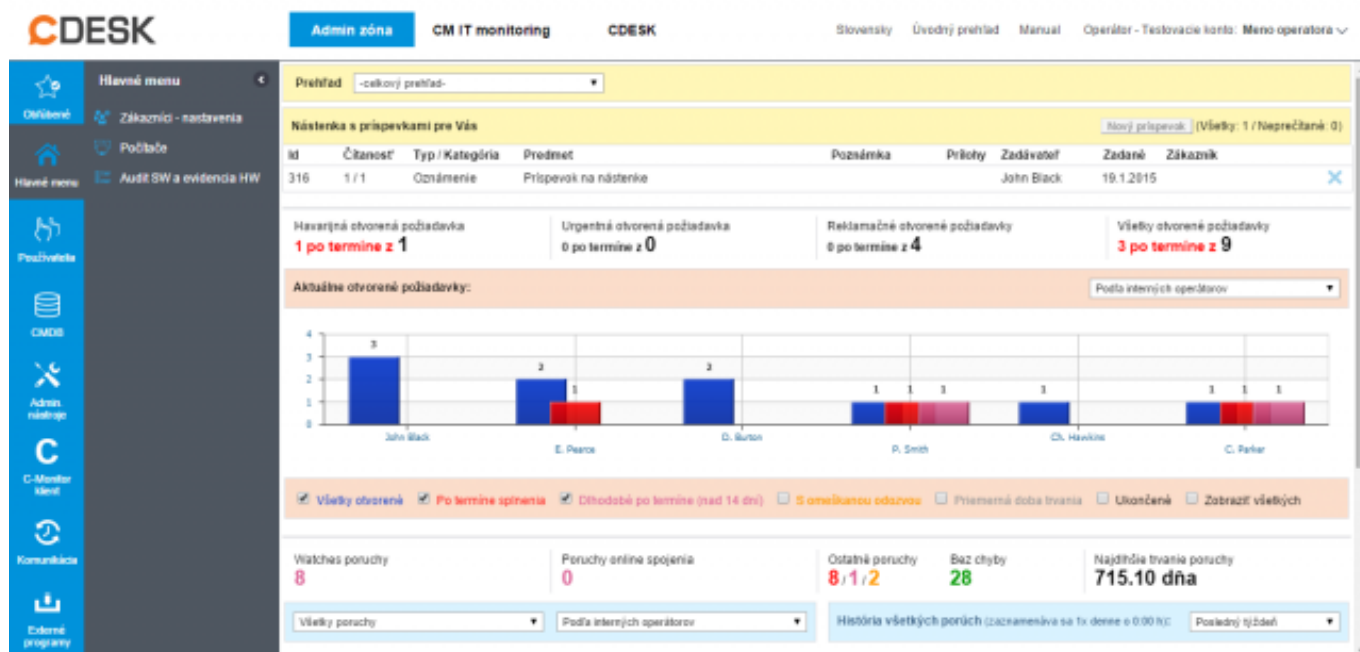 CDESK
Admin zóna CM IT monitoring CDESK Slovensky Úvodný prehľad Manual Operátor - Testovacie konto: Meno operatora
Hlavné menu
Prehľad -celkový prehľad-
Obľúbené
Zákazníci - nastavenia
Nástenka s príspevkami pre Vás Nový príspevok (Všetky: 1 / Neprečítané: 0)
Počítače
Id Čítanosť Typ / Kategória Predmet Poznámka Prílohy Zadávateľ Zadané Zákazník
Hlavné menu
Audit SW a evidencia HW
316 1 / 1 Oznámenie Príspevok na nástenke John Black 19.1.2015
Používatelia
Havarijná otvorená požiadavka Urgentná otvorená požiadavka Reklamačné otvorené požiadavky Všetky otvorené požiadavky
1 po termíne z 1 0 po termíne z 0 0 po termíne z 4 3 po termíne z 9
Aktuálne otvorené požiadavky: Podľa interných operátorov
CMDB
4
3
2
1
0
3 2 1 2 1 1 1 1 1 1 1
John Black E. Pearce D. Burton P. Smith Ch. Hawkins C. Parker
Admin nástroje
C-Monitor klient
Všetky otvorené Po termíne splnenia Dlhodobé po termíne (nad 14 dní) S omeškanou odozvou Priemerná doba trvania Ukončené Zobraziť všetkých
Komunikácia
Watches poruchy Poruchy online spojenia Ostatné poruchy Bez chyby Najdlhšie trvanie poruchy
8 0 8 / 1 / 2 28 715.10 dňa
Externé programy
Všetky poruchy Podľa interných operátorov História všetkých porúch (zaznamenáva sa 1x denne o 0:00 h): Posledný týždeň